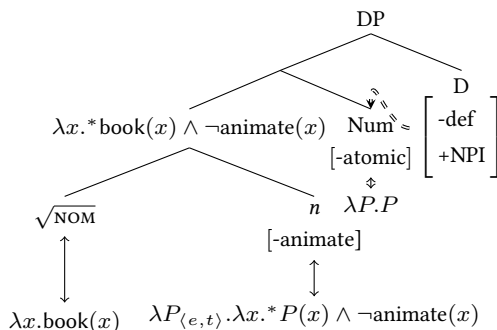 DP
D
λx.*book(x) ∧ ¬animate(x)
Num
-def
[-atomic]
+NPI
λP.P
√NOM
n
[-animate]
λx.book(x)
λP⟨e,t⟩.λx.*P(x) ∧ ¬animate(x)